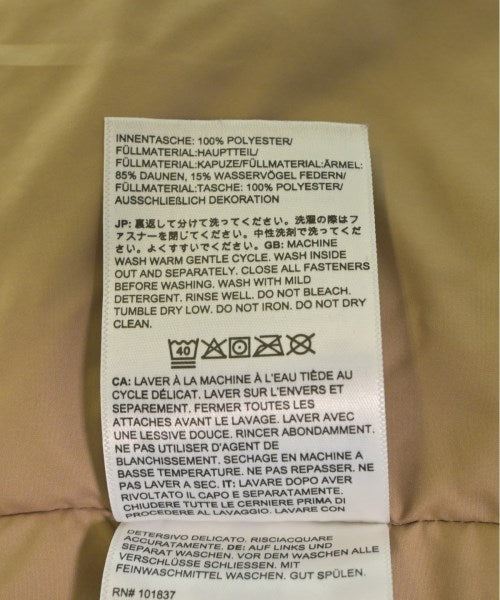 INNENTASCHE: 100% POLYESTER/
FÜLLMATERIAL:HAUPTTEIL/
FÜLLMATERIAL:KAPUZE/FÜLLMATERIAL:ÄRMEL:
85% DAUNEN, 15% WASSERVÖGEL FEDERN/
FÜLLMATERIAL:TASCHE: 100% POLYESTER/
AUSSCHLIEßLICH DEKORATION
JP: 裏返して分けて洗ってください。洗濯の際はフ
ァスナーを閉じてください。中性洗剤で洗ってくださ
い。よくすすいでください。GB: MACHINE
WASH WARM GENTLE CYCLE. WASH INSIDE
OUT AND SEPARATELY. CLOSE ALL FASTENERS
BEFORE WASHING. WASH WITH MILD
DETERGENT. RINSE WELL. DO NOT BLEACH.
TUMBLE DRY LOW. DO NOT IRON. DO NOT DRY
CLEAN.
40
CA: LAVER À LA MACHINE À L'EAU TIÈDE AU
CYCLE DÉLICAT. LAVER SUR L'ENVERS ET
SEPAREMENT. FERMER TOUTES LES
ATTACHES AVANT LE LAVAGE. LAVER AVEC
UNE LESSIVE DOUCE. RINCER ABONDAMMENT.
NE PAS UTILISER D'AGENT DE
BLANCHISSEMENT. SECHAGE EN MACHINE A
BASSE TEMPERATURE. NE PAS REPASSER. NE
PAS LAVER A SEC. IT: LAVARE DOPO AVER
RIVOLTATO IL CAPO E SEPARATAMENTE.
CHIUDERE TUTTE LE CERNIERE PRIMA DI
PROCEDERE AL LAVAGGIO. LAVARE CON
DETERSIVO DELICATO. RISCIACQUARE
ACCURATAMENTE. DE: AUF LINKS UND
SEPARAT WASCHEN. VOR DEM WASCHEN ALLE
VERSCHLÜSSE SCHLIESSEN. MIT
FEINWASCHMITTEL WASCHEN. GUT SPÜLEN.
RN# 101837